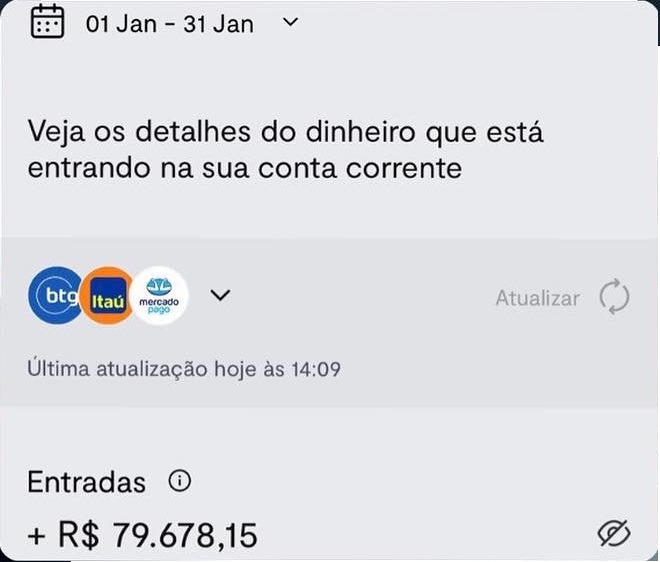 01 Jan - 31 Jan
Veja os detalhes do dinheiro que está
entrando na sua conta corrente
btg Itaú mercado pago
Atualizar
Última atualização hoje às 14:09
Entradas
+ R$ 79.678,15